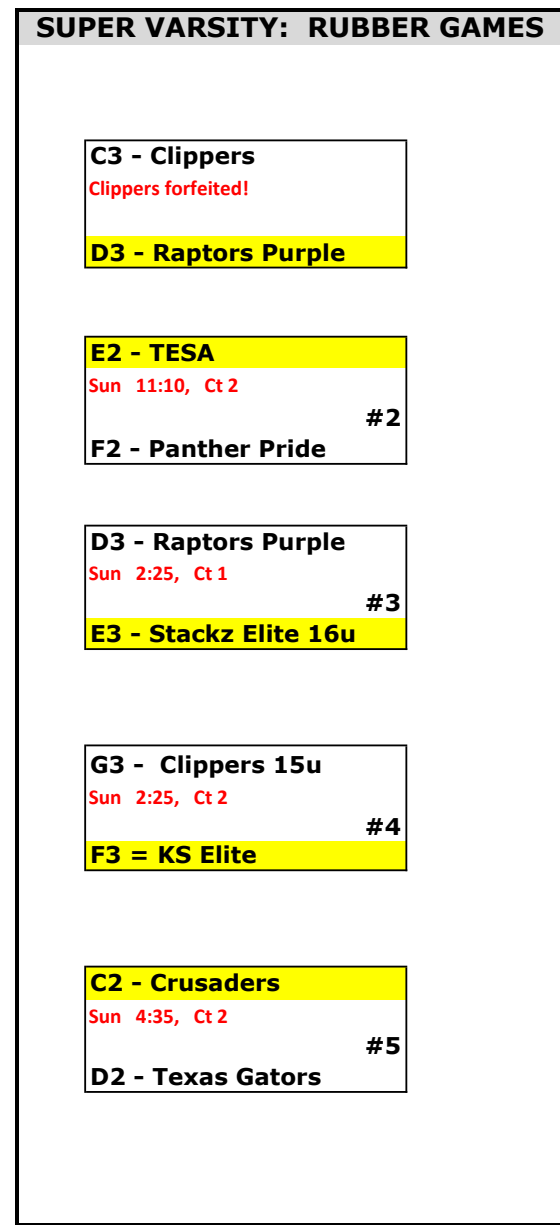 SUPER VARSITY: RUBBER GAMES
C3 - Clippers
Clippers forfeited!
D3 - Raptors Purple
E2 - TESA
Sun 11:10, Ct 2
#2
F2 - Panther Pride
D3 - Raptors Purple
Sun 2:25, Ct 1
#3
E3 - Stackz Elite 16u
G3 - Clippers 15u
Sun 2:25, Ct 2
#4
F3 = KS Elite
C2 - Crusaders
Sun 4:35, Ct 2
#5
D2 - Texas Gators